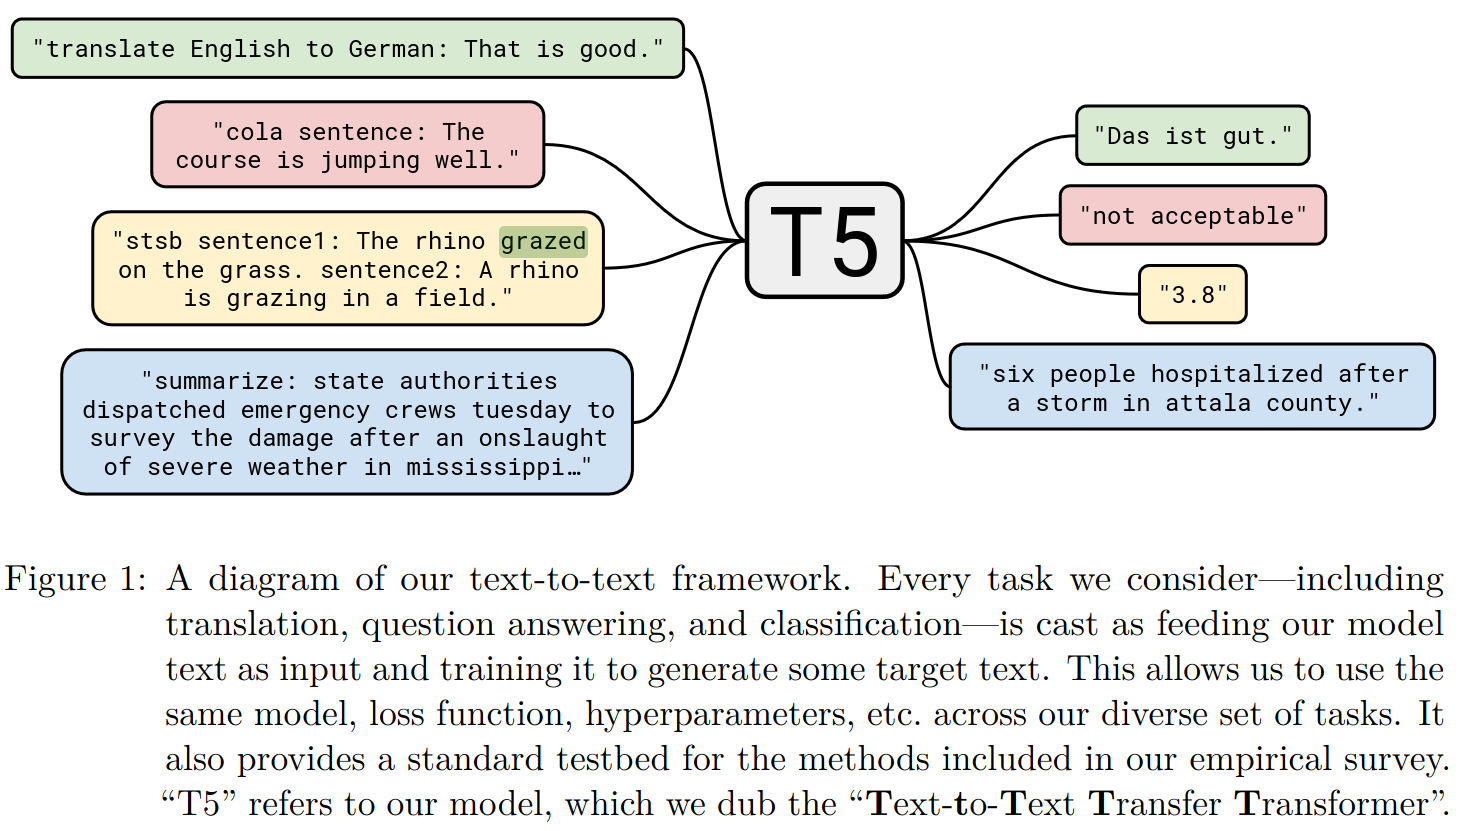 "translate English to German: That is good."
"cola sentence: The
course is jumping well."
"stsb sentence1: The rhino grazed
on the grass. sentence2: A rhino
is grazing in a field."
"summarize: state authorities
dispatched emergency crews tuesday to
survey the damage after an onslaught
of severe weather in mississippi…"
T5
"Das ist gut."
"not acceptable"
"3.8"
"six people hospitalized after
a storm in attala county."
Figure 1: A diagram of our text-to-text framework. Every task we consider—including
translation, question answering, and classification—is cast as feeding our model
text as input and training it to generate some target text. This allows us to use the
same model, loss function, hyperparameters, etc. across our diverse set of tasks. It
also provides a standard testbed for the methods included in our empirical survey.
“T5” refers to our model, which we dub the “Text-to-Text Transfer Transformer”.